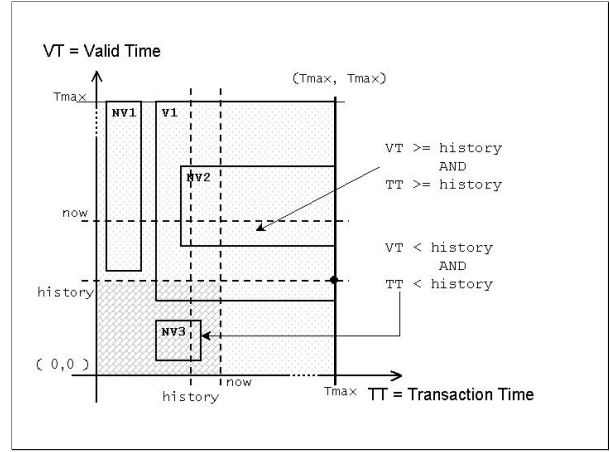 VT = Valid Time
(Tmax, Tmax)
Tmax
NV1
V1
NV2
VT >= history
AND
TT >= history
now
VT < history
AND
TT < history
history
NV3
( 0,0 )
now
history
Tmax
TT = Transaction Time